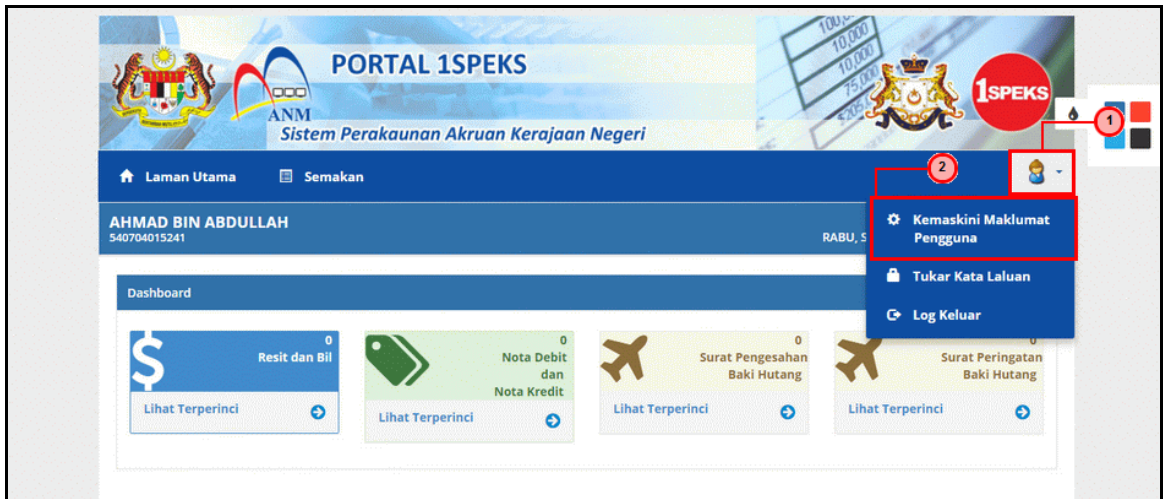 PORTAL 1SPEKS
ANM
Sistem Perakaunan Akruan Kerajaan Negeri
1SPEKS
1
2
Laman Utama
Semakan
AHMAD BIN ABDULLAH
540704015241
RABU, S
Kemaskini Maklumat
Pengguna
Tukar Kata Laluan
Log Keluar
Dashboard
0
Resit dan Bil
Lihat Terperinci
0
Nota Debit
dan
Nota Kredit
Lihat Terperinci
0
Surat Pengesahan
Baki Hutang
Lihat Terperinci
0
Surat Peringatan
Baki Hutang
Lihat Terperinci